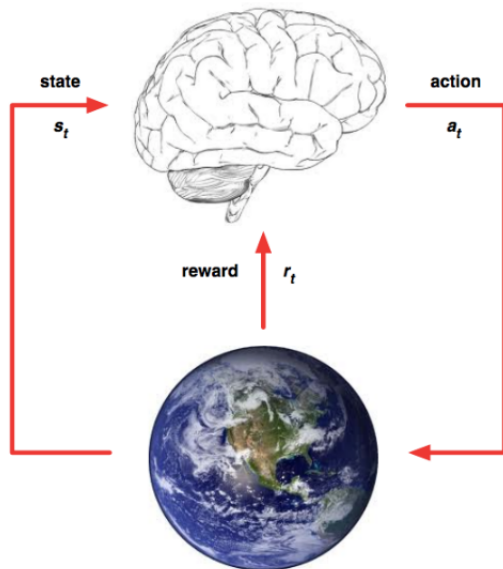 state
s_t
action
a_t
reward r_t